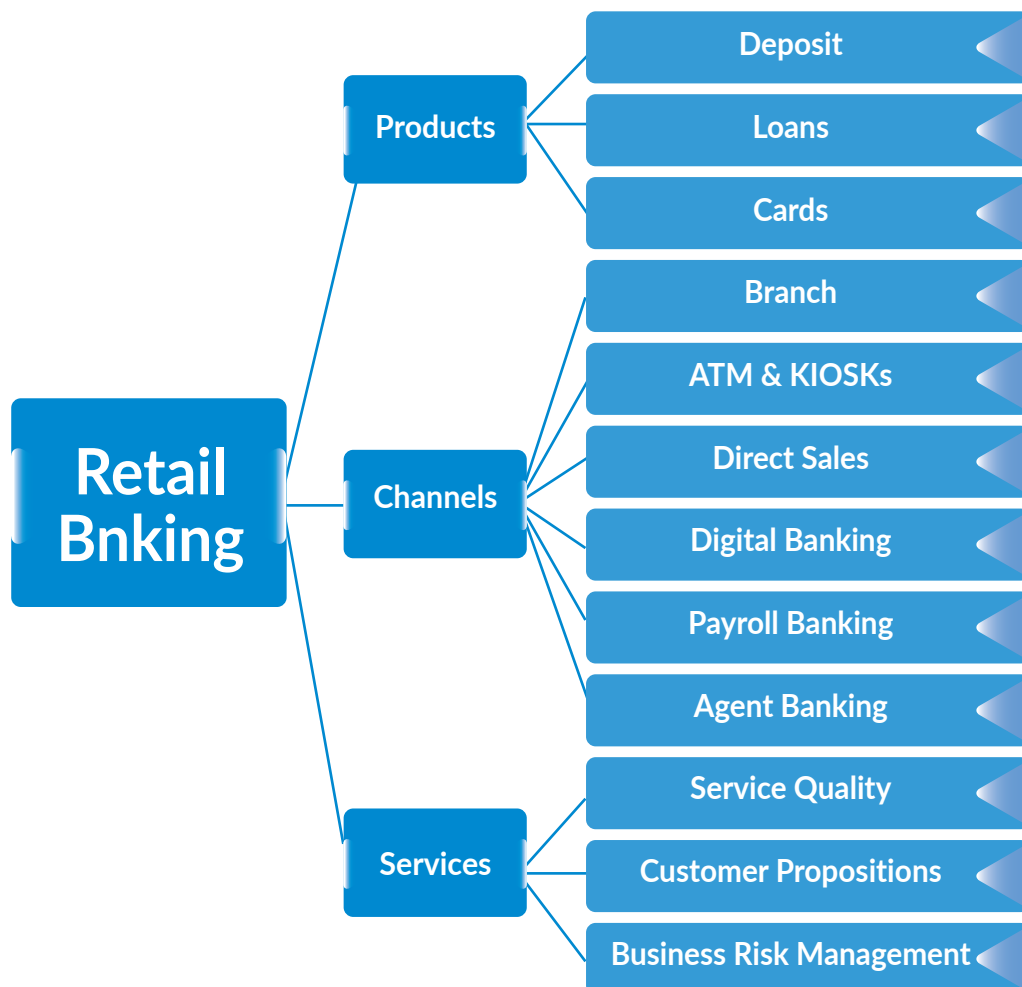 Retail
Bnking
Products
Deposit
Loans
Cards
Channels
Branch
ATM & KIOSKs
Direct Sales
Digital Banking
Payroll Banking
Agent Banking
Services
Service Quality
Customer Propositions
Business Risk Management